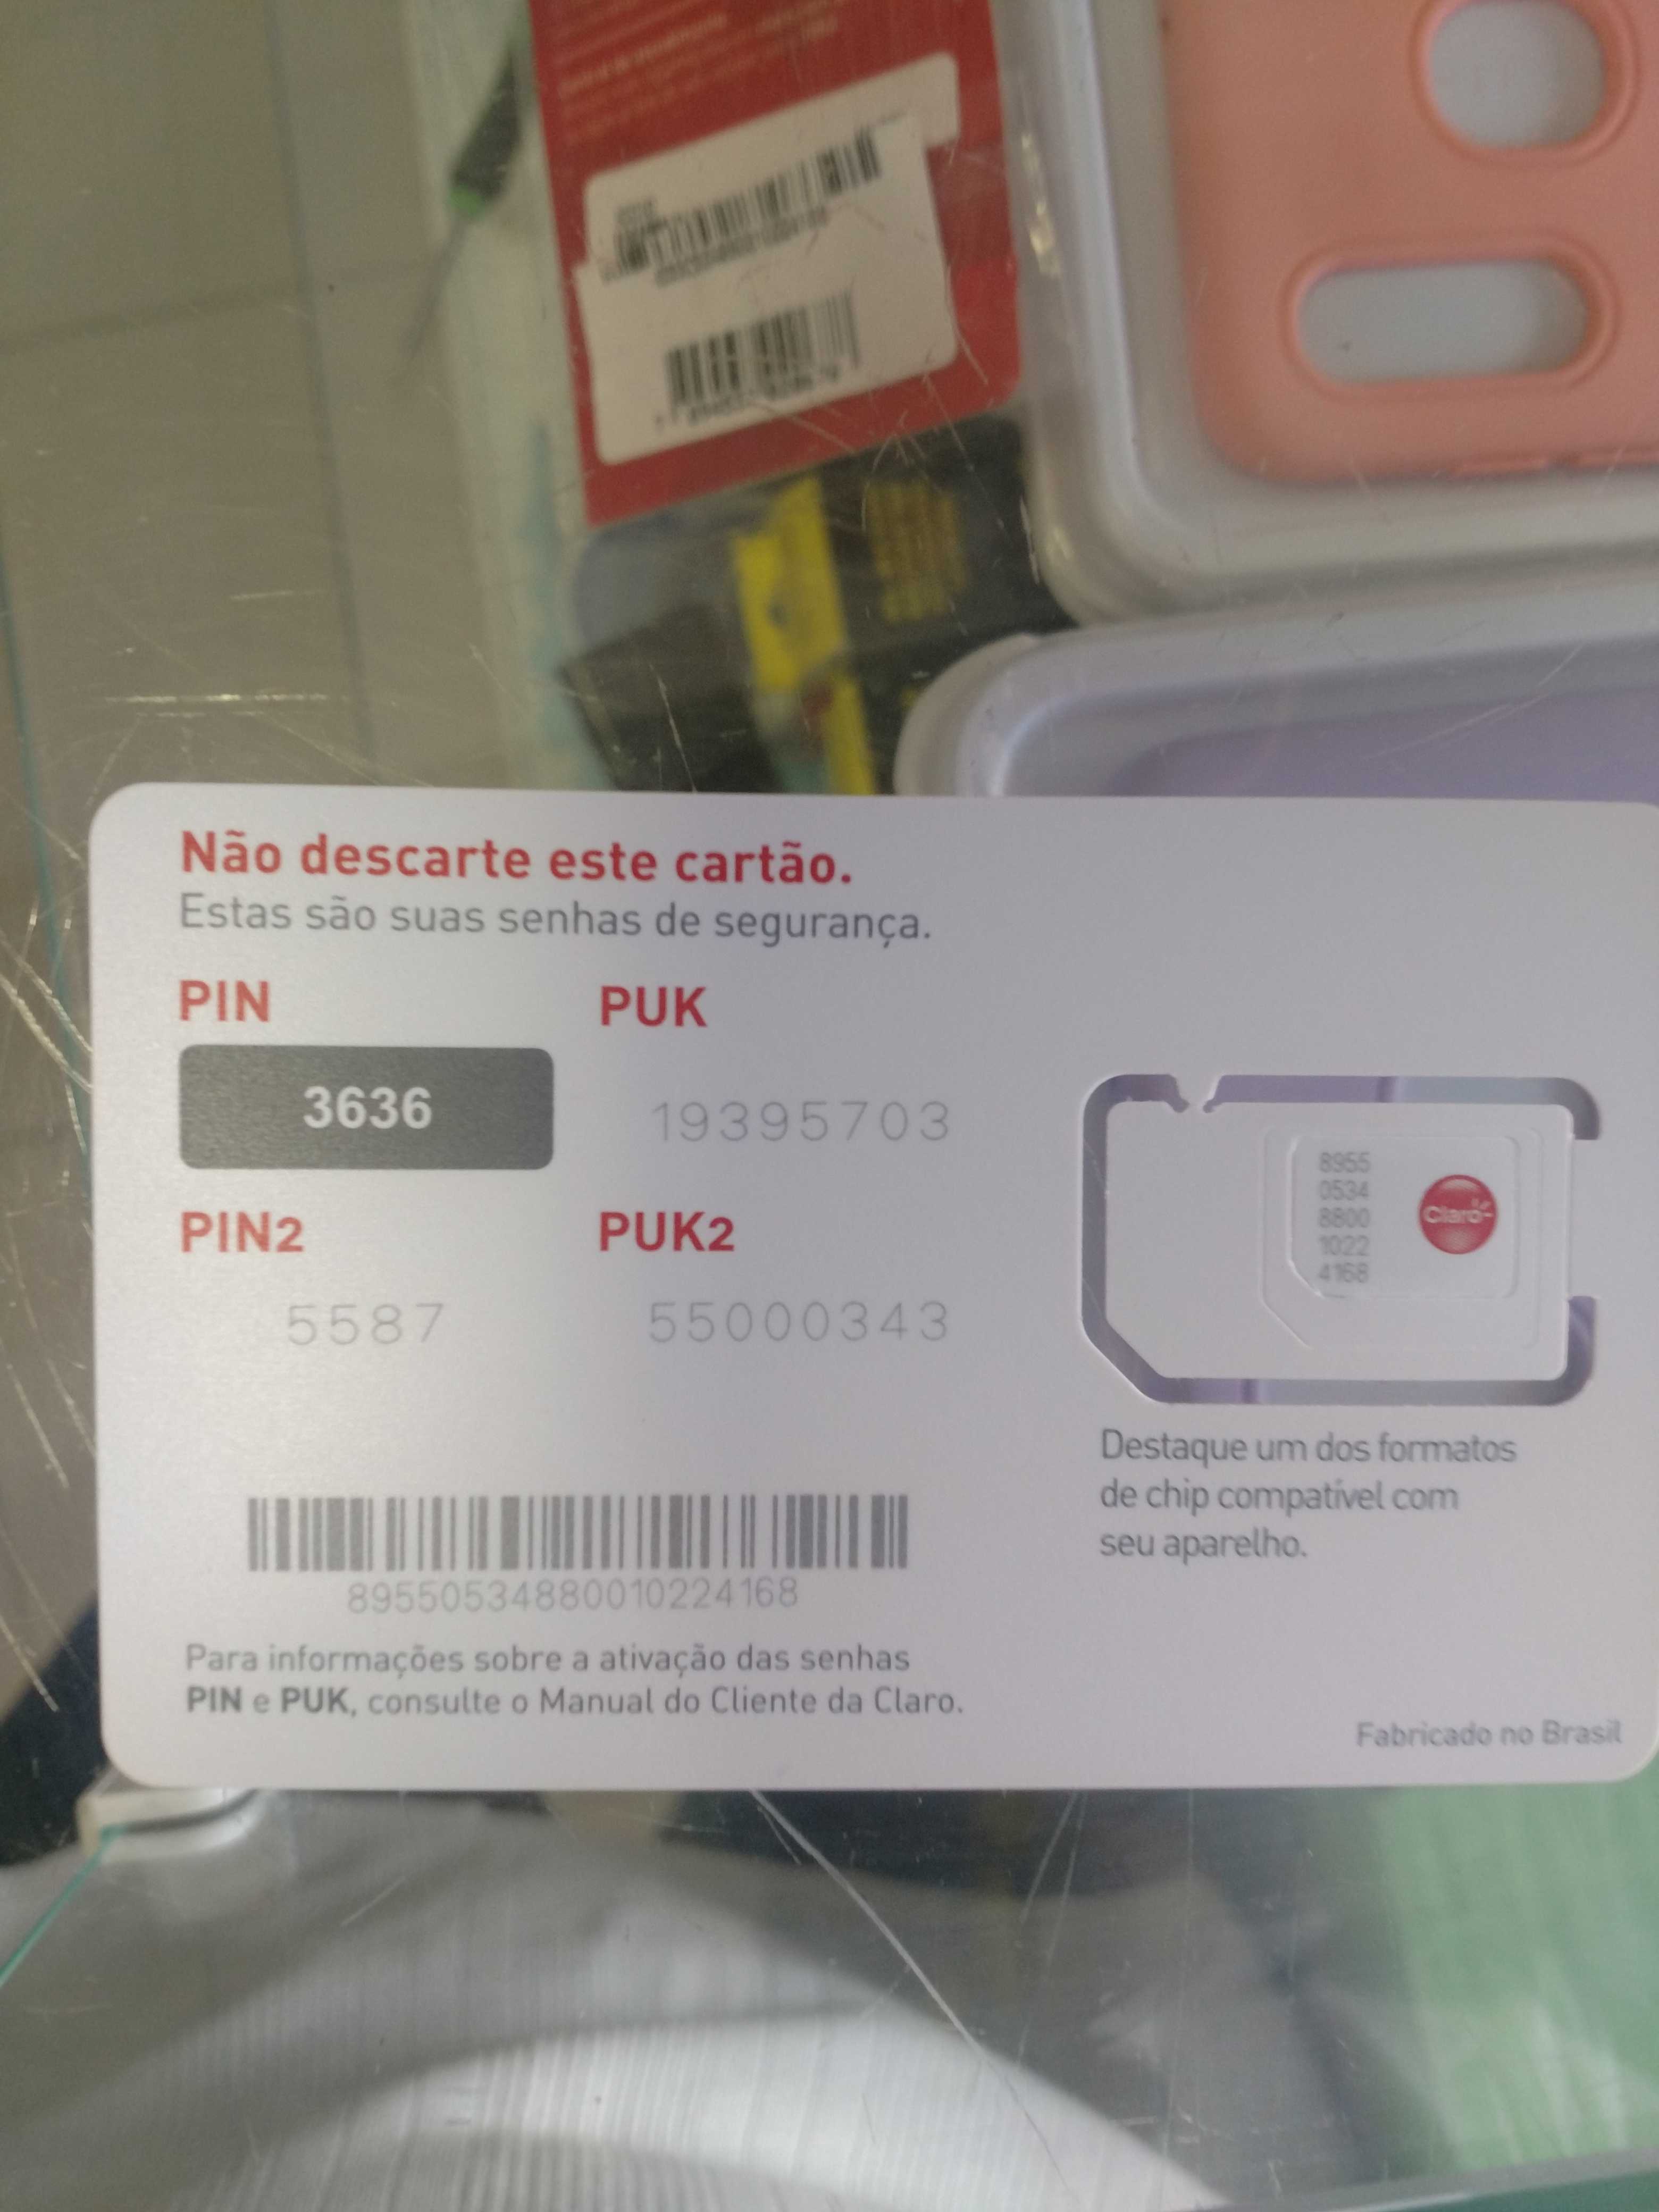 Não descarte este cartão.
Estas são suas senhas de segurança.
PIN PUK
3636 19395703
PIN2 PUK2
5587 55000343
8955
0534
8800
1022
4168
Claro
Destaque um dos formatos
de chip compatível com
seu aparelho.
89550534880010224168
Para informações sobre a ativação das senhas
PIN e PUK, consulte o Manual do Cliente da Claro.
Fabricado no Brasil